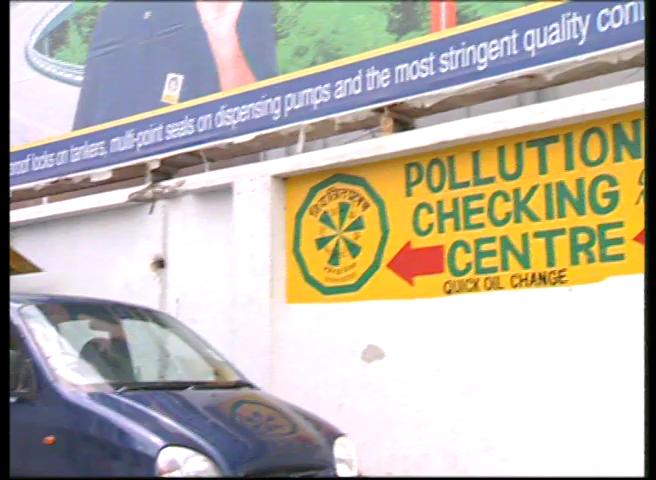 proof locks on tankers, multi-point seals on dispensing pumps and the most stringent quality cont
POLLUTION
CHECKING
CENTRE
QUICK OIL CHANGE